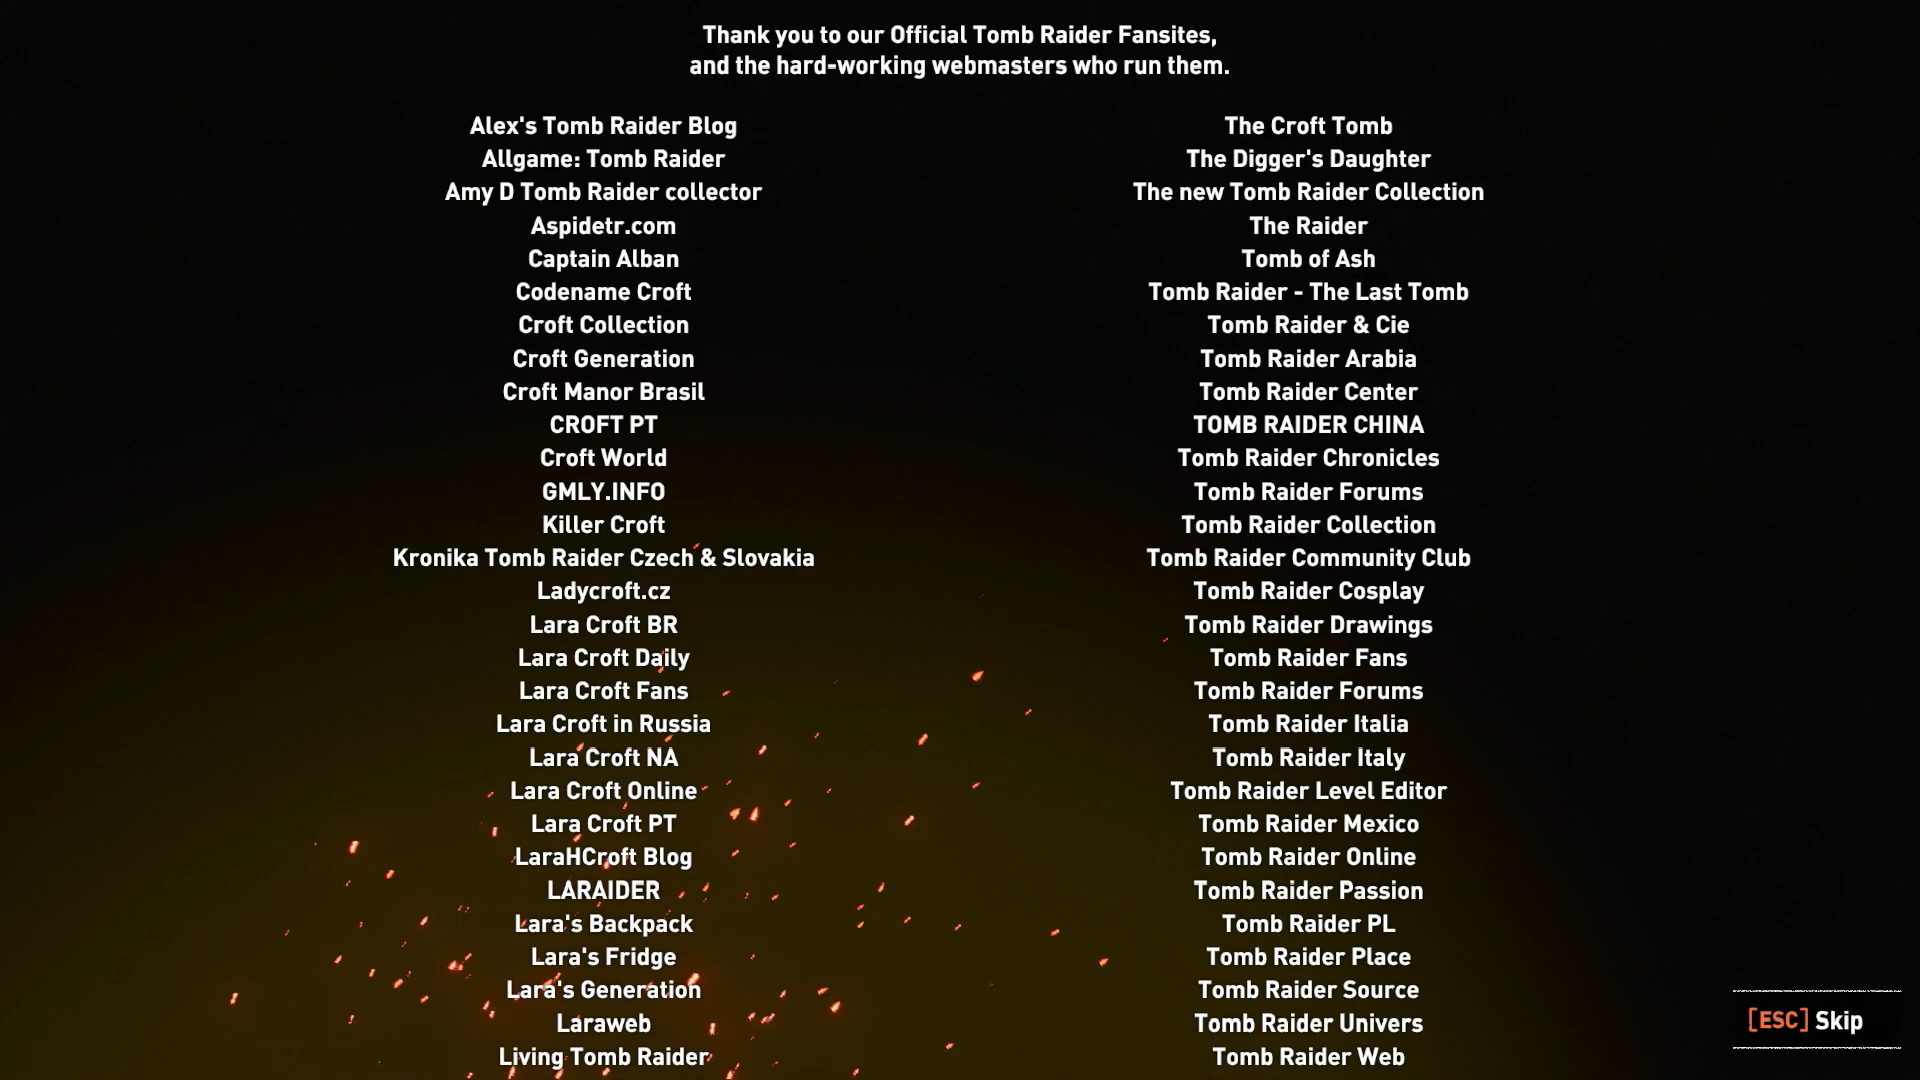 Thank you to our Official Tomb Raider Fansites,
and the hard-working webmasters who run them.
Alex's Tomb Raider Blog
Allgame: Tomb Raider
Amy D Tomb Raider collector
Aspidetr.com
Captain Alban
Codename Croft
Croft Collection
Croft Generation
Croft Manor Brasil
CROFT PT
Croft World
GMLY.INFO
Killer Croft
Kronika Tomb Raider Czech & Slovakia
Ladycroft.cz
Lara Croft BR
Lara Croft Daily
Lara Croft Fans
Lara Croft in Russia
Lara Croft NA
Lara Croft Online
Lara Croft PT
LaraHCroft Blog
LARAIDER
Lara's Backpack
Lara's Fridge
Lara's Generation
Laraweb
Living Tomb Raider
The Croft Tomb
The Digger's Daughter
The new Tomb Raider Collection
The Raider
Tomb of Ash
Tomb Raider - The Last Tomb
Tomb Raider & Cie
Tomb Raider Arabia
Tomb Raider Center
TOMB RAIDER CHINA
Tomb Raider Chronicles
Tomb Raider Forums
Tomb Raider Collection
Tomb Raider Community Club
Tomb Raider Cosplay
Tomb Raider Drawings
Tomb Raider Fans
Tomb Raider Forums
Tomb Raider Italia
Tomb Raider Italy
Tomb Raider Level Editor
Tomb Raider Mexico
Tomb Raider Online
Tomb Raider Passion
Tomb Raider PL
Tomb Raider Place
Tomb Raider Source
Tomb Raider Univers
Tomb Raider Web
[ESC] Skip